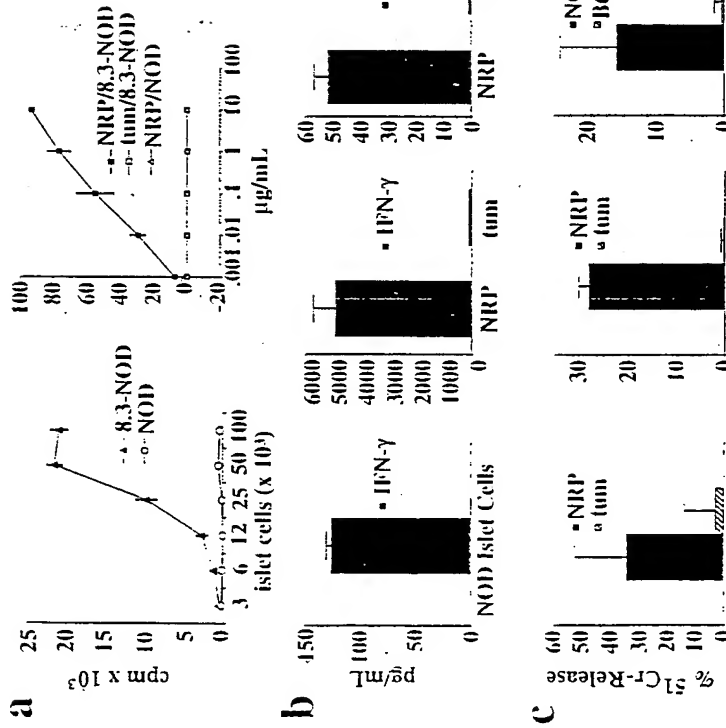 a
25
20
15
10
5
0
cpm x 10³
3 6 12 25 50 100
islet cells (x 10³)
8.3-NOD
NOD
100
80
60
40
20
0
-20
.001 .01 .1 1 10 100
µg/mL
NRP/8.3-NOD
tum/8.3-NOD
NRP/NOD
b
150
100
50
0
pg/mL
IFN-γ
NOD Islet Cells
6000
5000
4000
3000
2000
1000
0
IFN-γ
NRP tum
60
50
40
30
20
10
0
NRP
c
% ⁵¹Cr-Release
50
40
30
20
10
0
NRP
tum
30
20
10
0
NRP
tum
20
10
0